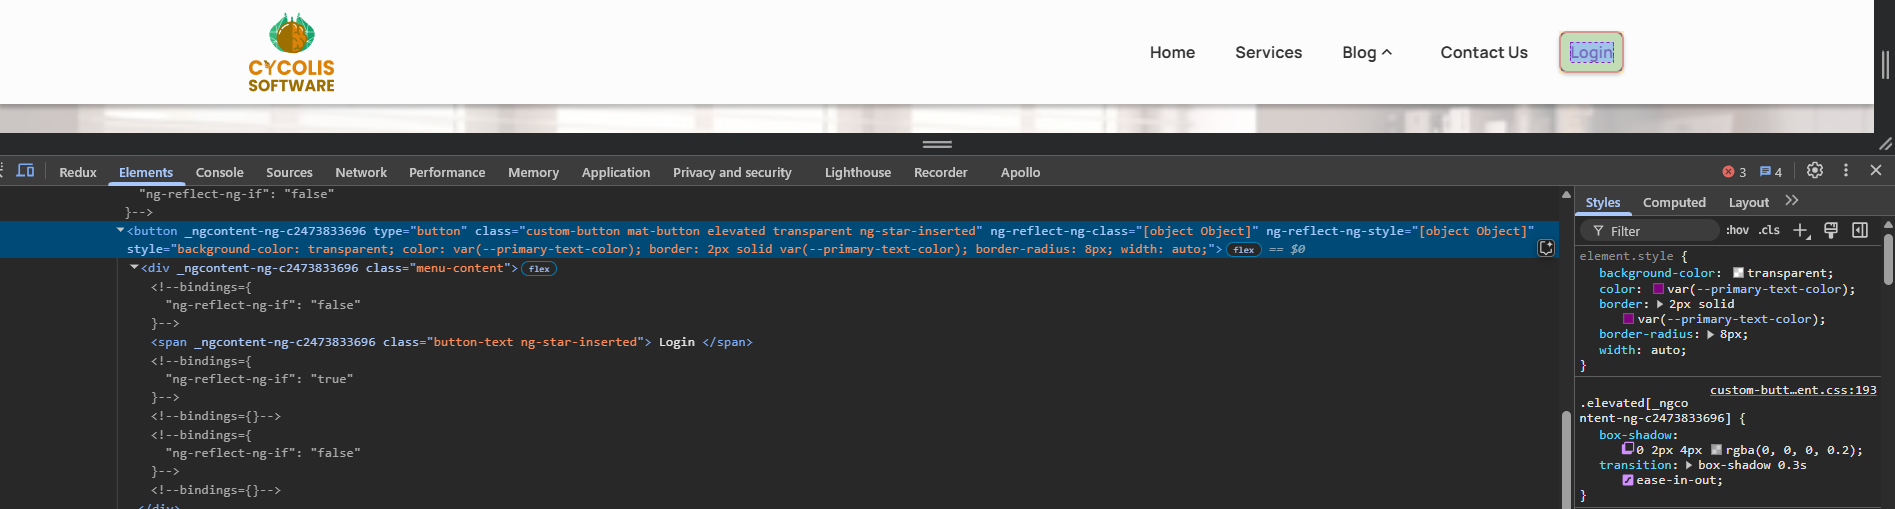 CYCOLIS
SOFTWARE
Home Services Blog Contact Us Login
Redux Elements Console Sources Network Performance Memory Application Privacy and security Lighthouse Recorder Apollo 3 4
"ng-reflect-ng-if": "false"
}-->
<button _ngcontent-ng-c2473833696 type="button" class="custom-button mat-button elevated transparent ng-star-inserted" ng-reflect-ng-class="[object Object]" ng-reflect-ng-style="[object Object]"
style="background-color: transparent; color: var(--primary-text-color); border: 2px solid var(--primary-text-color); border-radius: 8px; width: auto;"> flex == $0
<div _ngcontent-ng-c2473833696 class="menu-content"> flex
<!--bindings={
"ng-reflect-ng-if": "false"
}-->
<span _ngcontent-ng-c2473833696 class="button-text ng-star-inserted"> Login </span>
<!--bindings={
"ng-reflect-ng-if": "true"
}-->
<!--bindings={}-->
<!--bindings={
"ng-reflect-ng-if": "false"
}-->
<!--bindings={}-->
</div>
Styles Computed Layout
Filter :hov .cls
element.style {
background-color: transparent;
color: var(--primary-text-color);
border: 2px solid
var(--primary-text-color);
border-radius: 8px;
width: auto;
}
custom-butt…ent.css:193
.elevated[_ngco
ntent-ng-c2473833696] {
box-shadow:
0 2px 4px rgba(0, 0, 0, 0.2);
transition: box-shadow 0.3s
ease-in-out;
}